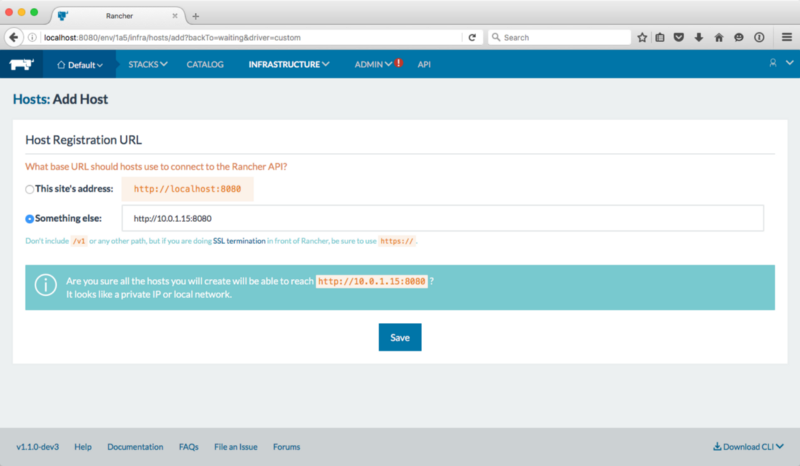 Rancher
localhost:8080/env/1a5/infra/hosts/add?backTo=waiting&driver=custom
Search
Default STACKS CATALOG INFRASTRUCTURE ADMIN ! API
Hosts: Add Host
Host Registration URL
What base URL should hosts use to connect to the Rancher API?
This site's address: http://localhost:8080
Something else: http://10.0.1.15:8080
Don't include /v1 or any other path, but if you are doing SSL termination in front of Rancher, be sure to use https://.
Are you sure all the hosts you will create will be able to reach http://10.0.1.15:8080 ?
It looks like a private IP or local network.
Save
v1.1.0-dev3 Help Documentation FAQs File an Issue Forums Download CLI